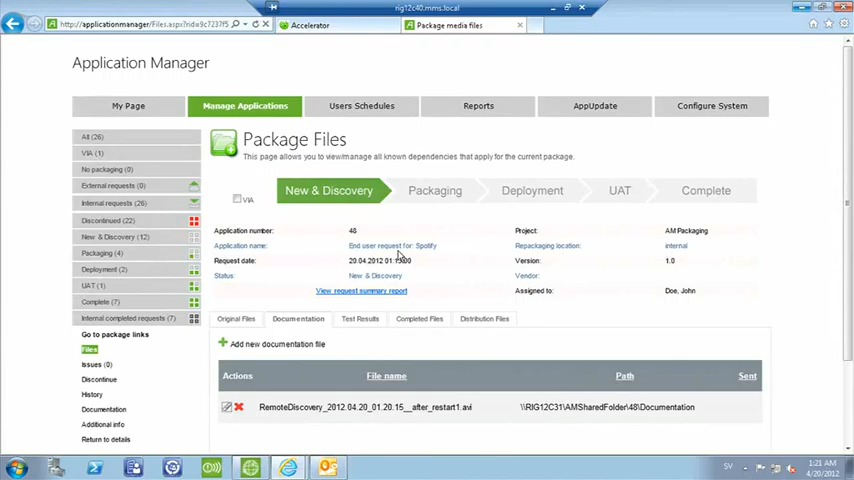 rig12c40.mms.local
http://applicationmanager/Files.aspx?rid=9c7237f5
Accelerator
Package media files
Application Manager
My Page
Manage Applications
Users Schedules
Reports
AppUpdate
Configure System
All (26)
VIA (1)
No packaging (0)
External requests (0)
Internal requests (26)
Discontinued (22)
New & Discovery (12)
Packaging (4)
Deployment (2)
UAT (1)
Complete (7)
Internal completed requests (7)
Go to package links
Files
Issues (0)
Discontinue
History
Documentation
Additional info
Return to details
Package Files
This page allows you to view/manage all known dependencies that apply for the current package.
VIA
New & Discovery
Packaging
Deployment
UAT
Complete
Application number: 48 Project: AM Packaging
Application name: End user request for: Spotify Repackaging location: internal
Request date: 20.04.2012 Version: 1.0
Status: New & Discovery Vendor:
View request summary report Assigned to: Doe, John
Original Files
Documentation
Test Results
Completed Files
Distribution Files
Add new documentation file
Actions File name Path Sent
RemoteDiscovery_2012.04.20_01.20.15__after_restart1.avi \\RIG12C31\AMSharedFolder\48\Documentation
SV
1:21 AM
4/20/2012